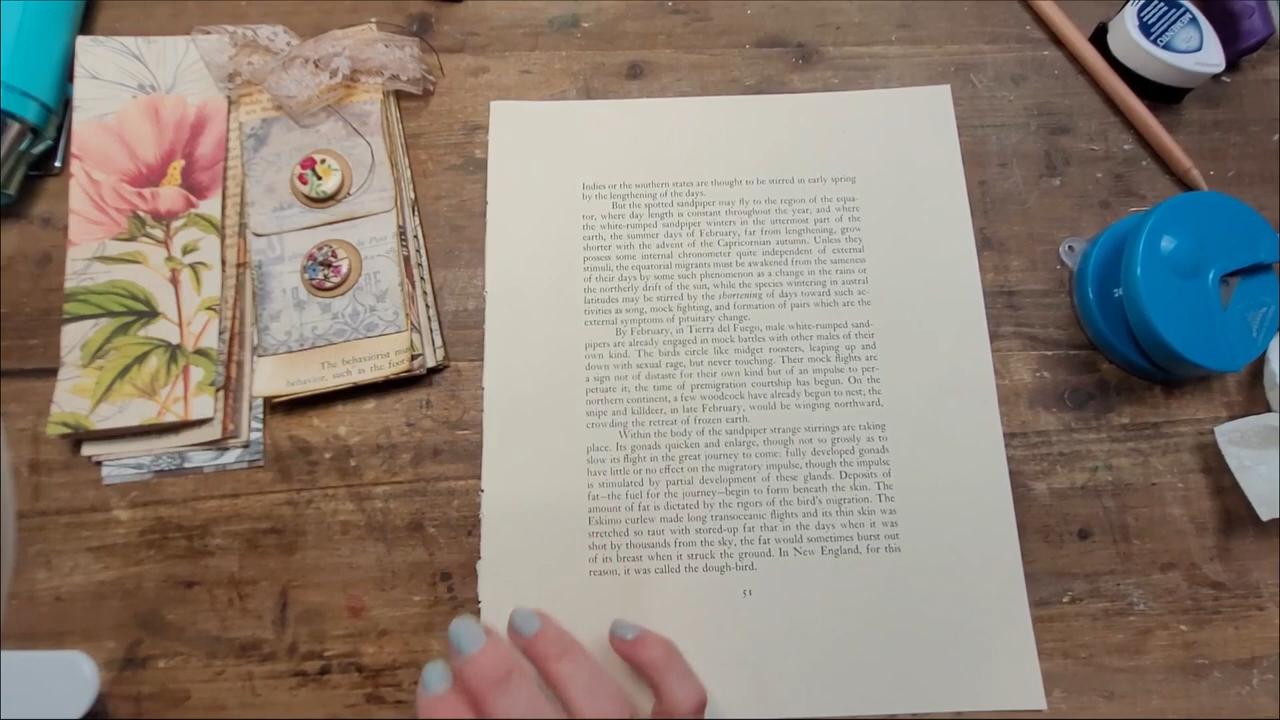 The behaviorist
behavior, such as the foot
Indies or the southern states are thought to be stirred in early spring
by the lengthening of the days.
But the spotted sandpiper may fly to the region of the equa-
tor, where day length is constant throughout the year, and where
the white-rumped sandpiper winters in the uttermost part of the
earth, the summer days of February, far from lengthening, grow
shorter with the advent of the Capricornian autumn. Unless they
possess some internal chronometer quite independent of external
stimuli, the equatorial migrants must be awakened from the sameness
of their days by some such phenomenon as a change in the rains or
the northerly drift of the sun, while the species wintering in austral
latitudes may be stirred by the shortening of days toward such ac-
tivities as song, mock fighting, and formation of pairs which are the
external symptoms of pituitary change.
By February, in Tierra del Fuego, male white-rumped sand-
pipers are already engaged in mock battles with other males of their
own kind. The birds circle like midget roosters, leaping up and
down with sexual rage, but never touching. Their mock flights are
a sign not of distaste for their own kind but of an impulse to per-
petuate it; the time of premigration courtship has begun. On the
northern continent, a few woodcock have already begun to nest; the
snipe and killdeer, in late February, would be winging northward,
crowding the retreat of frozen earth.
Within the body of the sandpiper strange stirrings are taking
place. Its gonads quicken and enlarge, though not so grossly as to
slow its flight in the great journey to come: fully developed gonads
have little or no effect on the migratory impulse, though the impulse
is stimulated by partial development of these glands. Deposits of
fat—the fuel for the journey—begin to form beneath the skin. The
amount of fat is dictated by the rigors of the bird's migration. The
Eskimo curlew made long transoceanic flights and its thin skin was
stretched so taut with stored-up fat that in the days when it was
shot by thousands from the sky, the fat would sometimes burst out
of its breast when it struck the ground. In New England, for this
reason, it was called the dough-bird.
51
MEMENTO